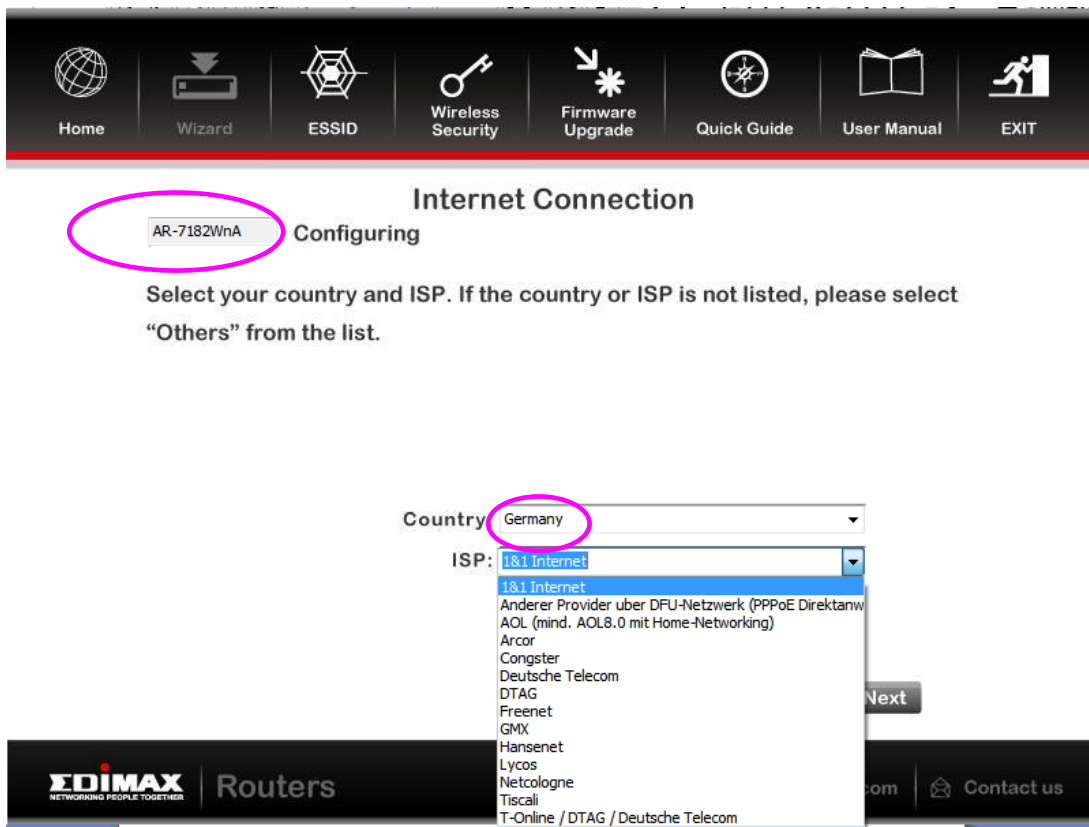 Home
Wizard
ESSID
Wireless
Security
Firmware
Upgrade
Quick Guide
User Manual
EXIT
Internet Connection
AR-7182WnA Configuring
Select your country and ISP. If the country or ISP is not listed, please select
“Others” from the list.
Country Germany
ISP: 1&1 Internet
1&1 Internet
Anderer Provider uber DFU-Netzwerk (PPPoE Direktanw
AOL (mind. AOL8.0 mit Home-Networking)
Arcor
Congster
Deutsche Telecom
DTAG
Freenet
GMX
Hansenet
Lycos
Netcologne
Tiscali
T-Online / DTAG / Deutsche Telecom
Next
EDIMAX
NETWORKING PEOPLE TOGETHER
Routers
com
Contact us